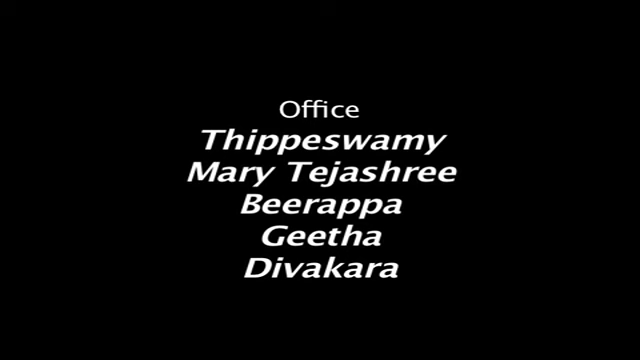 Office
Thippeswamy
Mary Tejashree
Beerappa
Geetha
Divakara